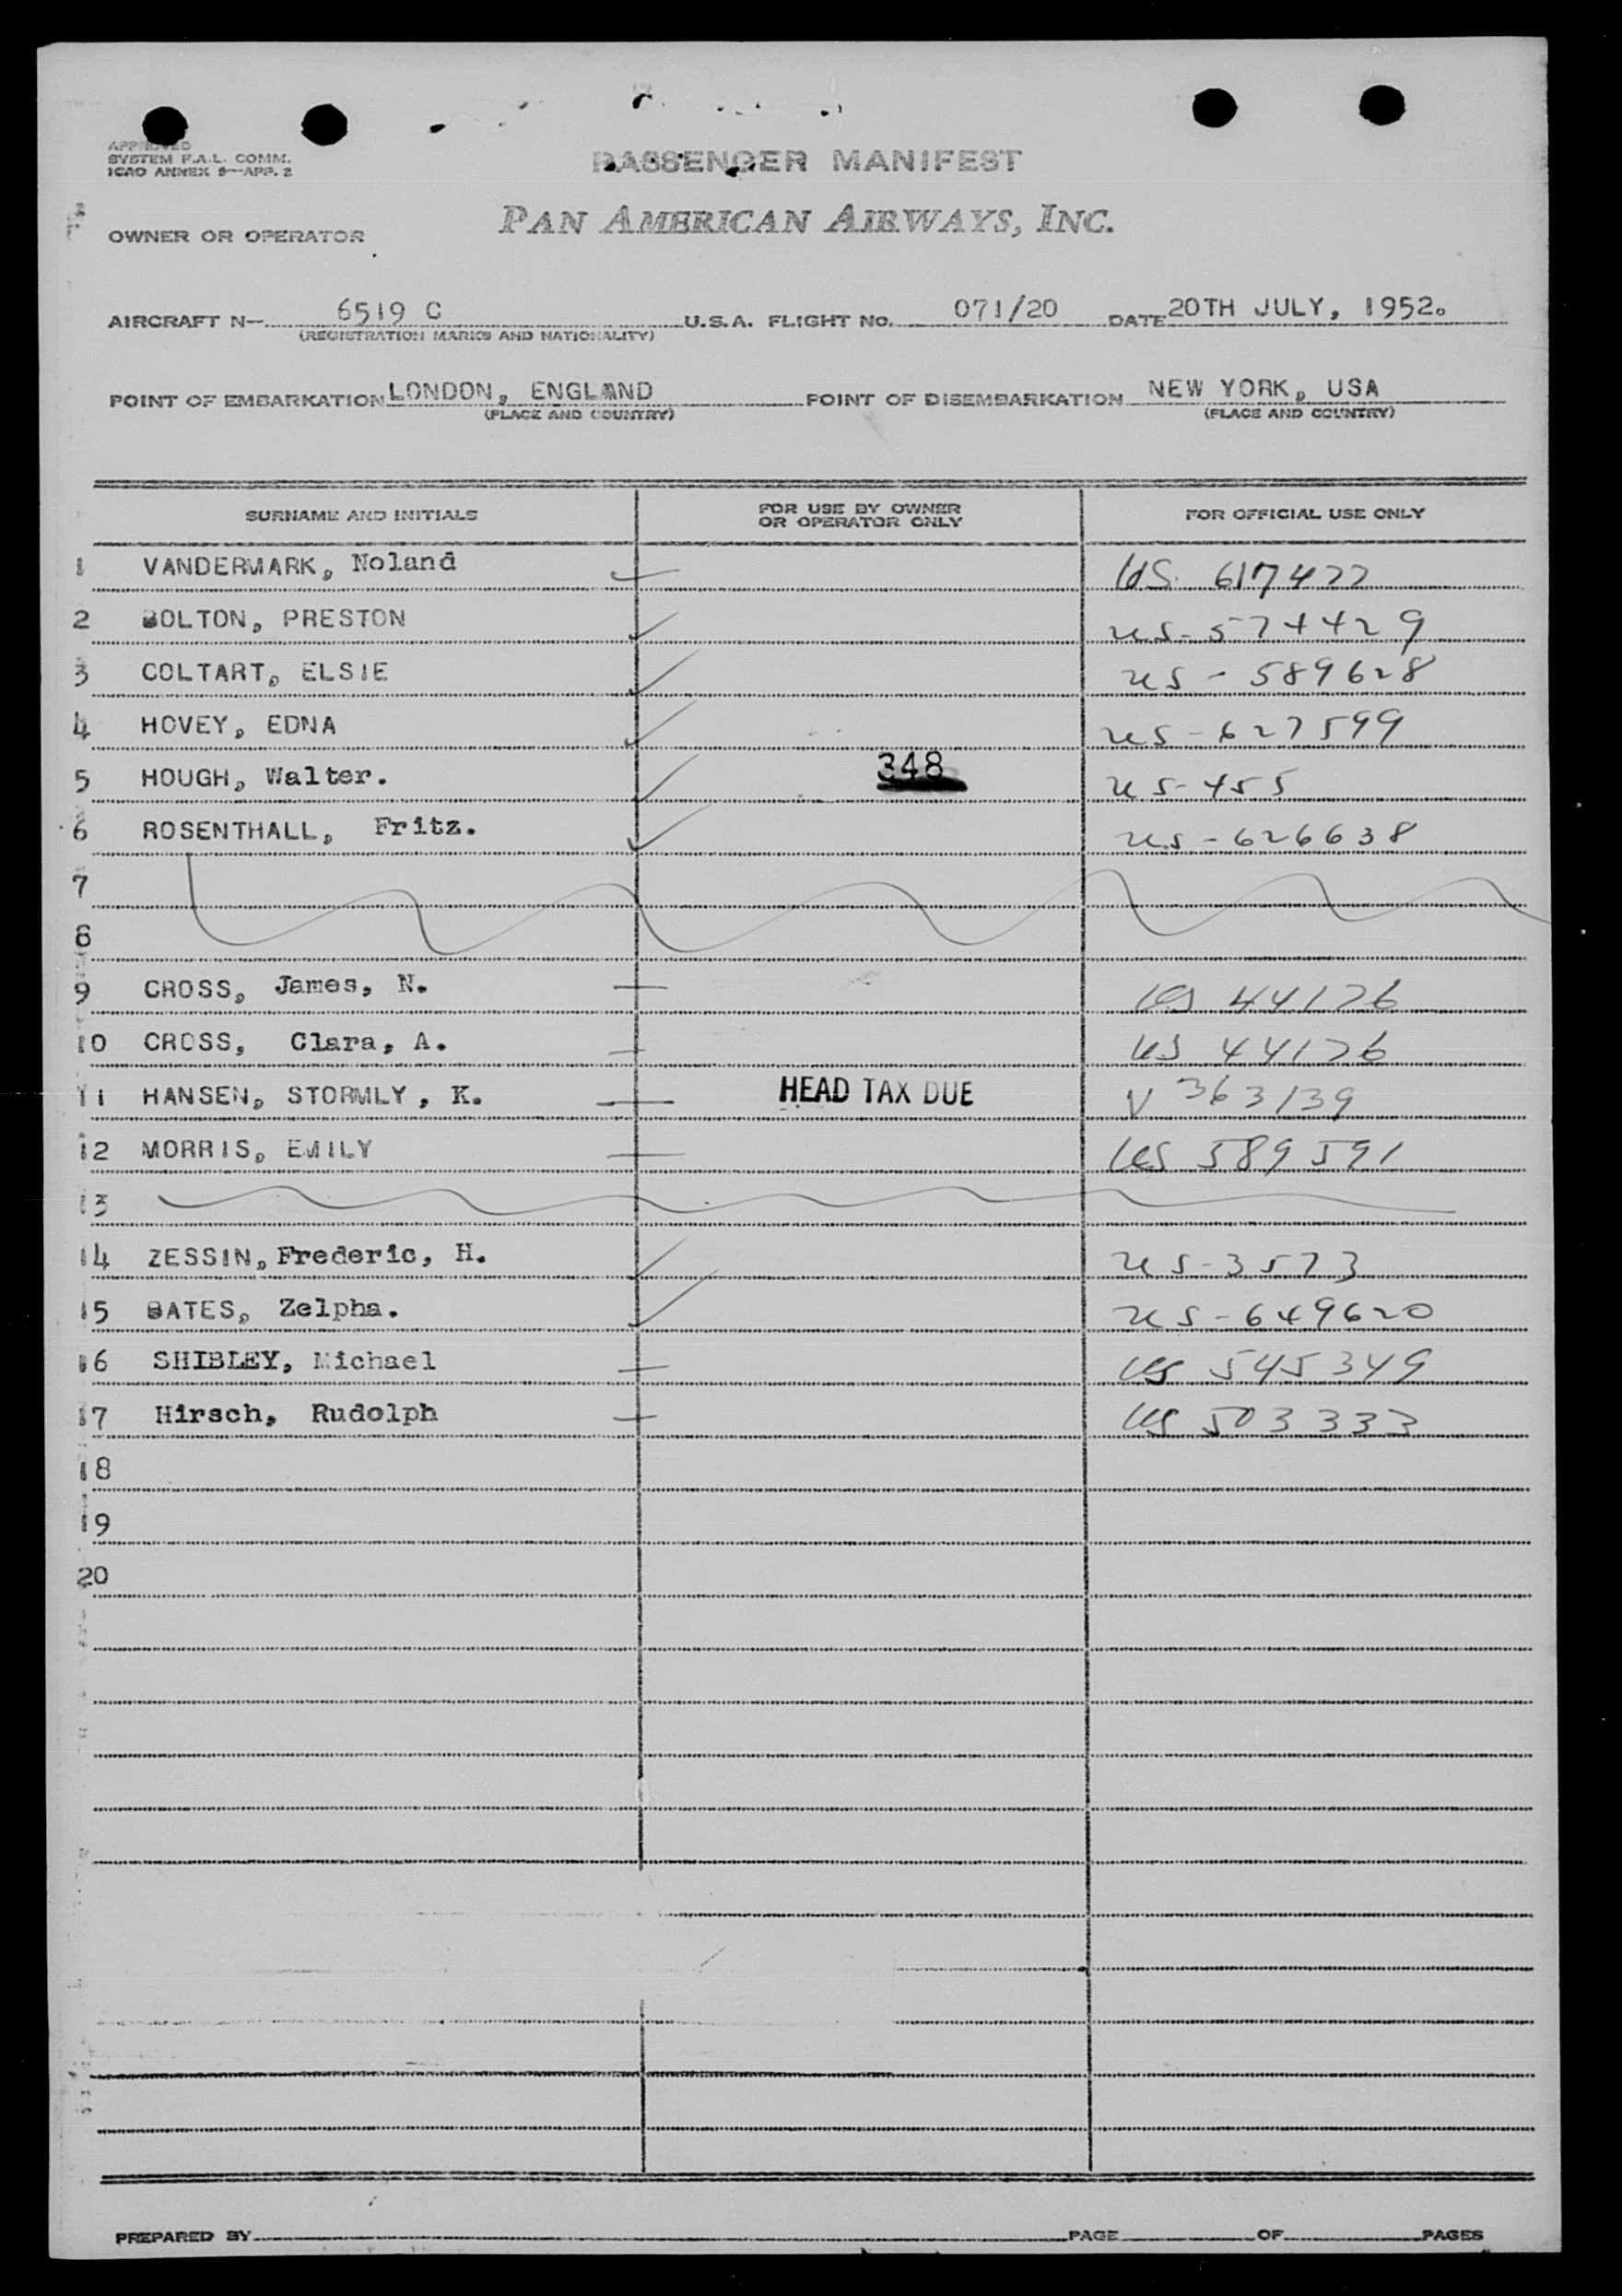 APPROVED
SYSTEM F.A.L. COMM.
ICAO ANNEX 9—APP. 2
PASSENGER MANIFEST
OWNER OR OPERATOR PAN AMERICAN AIRWAYS, INC.
AIRCRAFT N— 6519 C U.S.A. FLIGHT NO. 071/20 DATE 20TH JULY, 1952.
(REGISTRATION MARKS AND NATIONALITY)
POINT OF EMBARKATION LONDON, ENGLAND POINT OF DISEMBARKATION NEW YORK, USA
(PLACE AND COUNTRY) (PLACE AND COUNTRY)
SURNAME AND INITIALS FOR USE BY OWNER OR OPERATOR ONLY FOR OFFICIAL USE ONLY
1 VANDERMARK, Noland US 617422
2 BOLTON, PRESTON US-574429
3 COLTART, ELSIE US-589628
4 HOVEY, EDNA US-627599
5 HOUGH, Walter. 348 US-455
6 ROSENTHALL, Fritz. US-626638
7
8
9 CROSS, James, N. US 44126
10 CROSS, Clara, A. US 44126
11 HANSEN, STORMLY, K. HEAD TAX DUE V 363139
12 MORRIS, EMILY US 589591
13
14 ZESSIN, Frederic, H. US-3573
15 BATES, Zelpha. US-649620
16 SHIBLEY, Michael US 545349
17 Hirsch, Rudolph US 503333
18
19
20
PREPARED BY PAGE OF PAGES